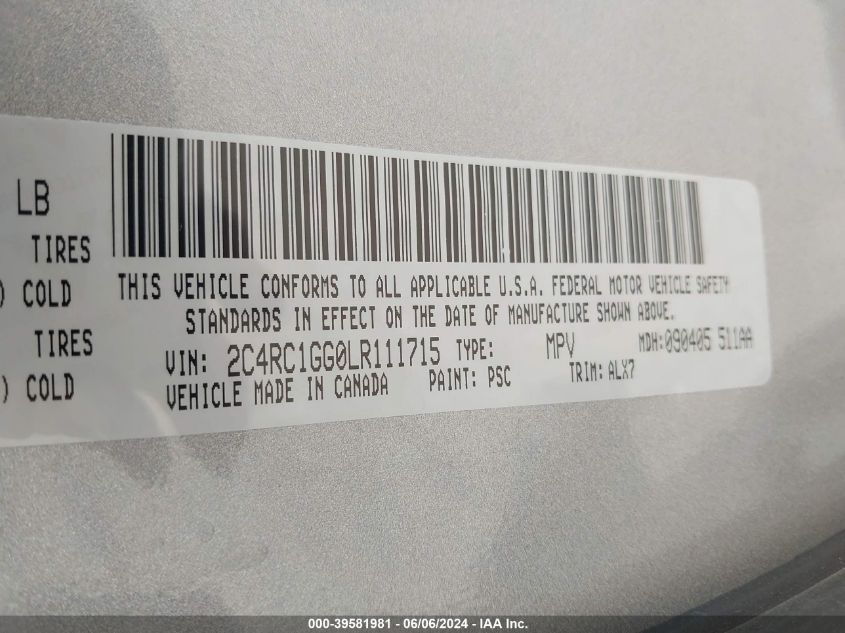 LB
TIRES
) COLD
TIRES
) COLD
THIS VEHICLE CONFORMS TO ALL APPLICABLE U.S.A. FEDERAL MOTOR VEHICLE SAFETY
STANDARDS IN EFFECT ON THE DATE OF MANUFACTURE SHOWN ABOVE.
VIN: 2C4RC1GG0LR111715 TYPE: MPV MDH:090405 511AA
VEHICLE MADE IN CANADA PAINT: PSC TRIM: ALX7
000-39581981 - 06/06/2024 - IAA Inc.